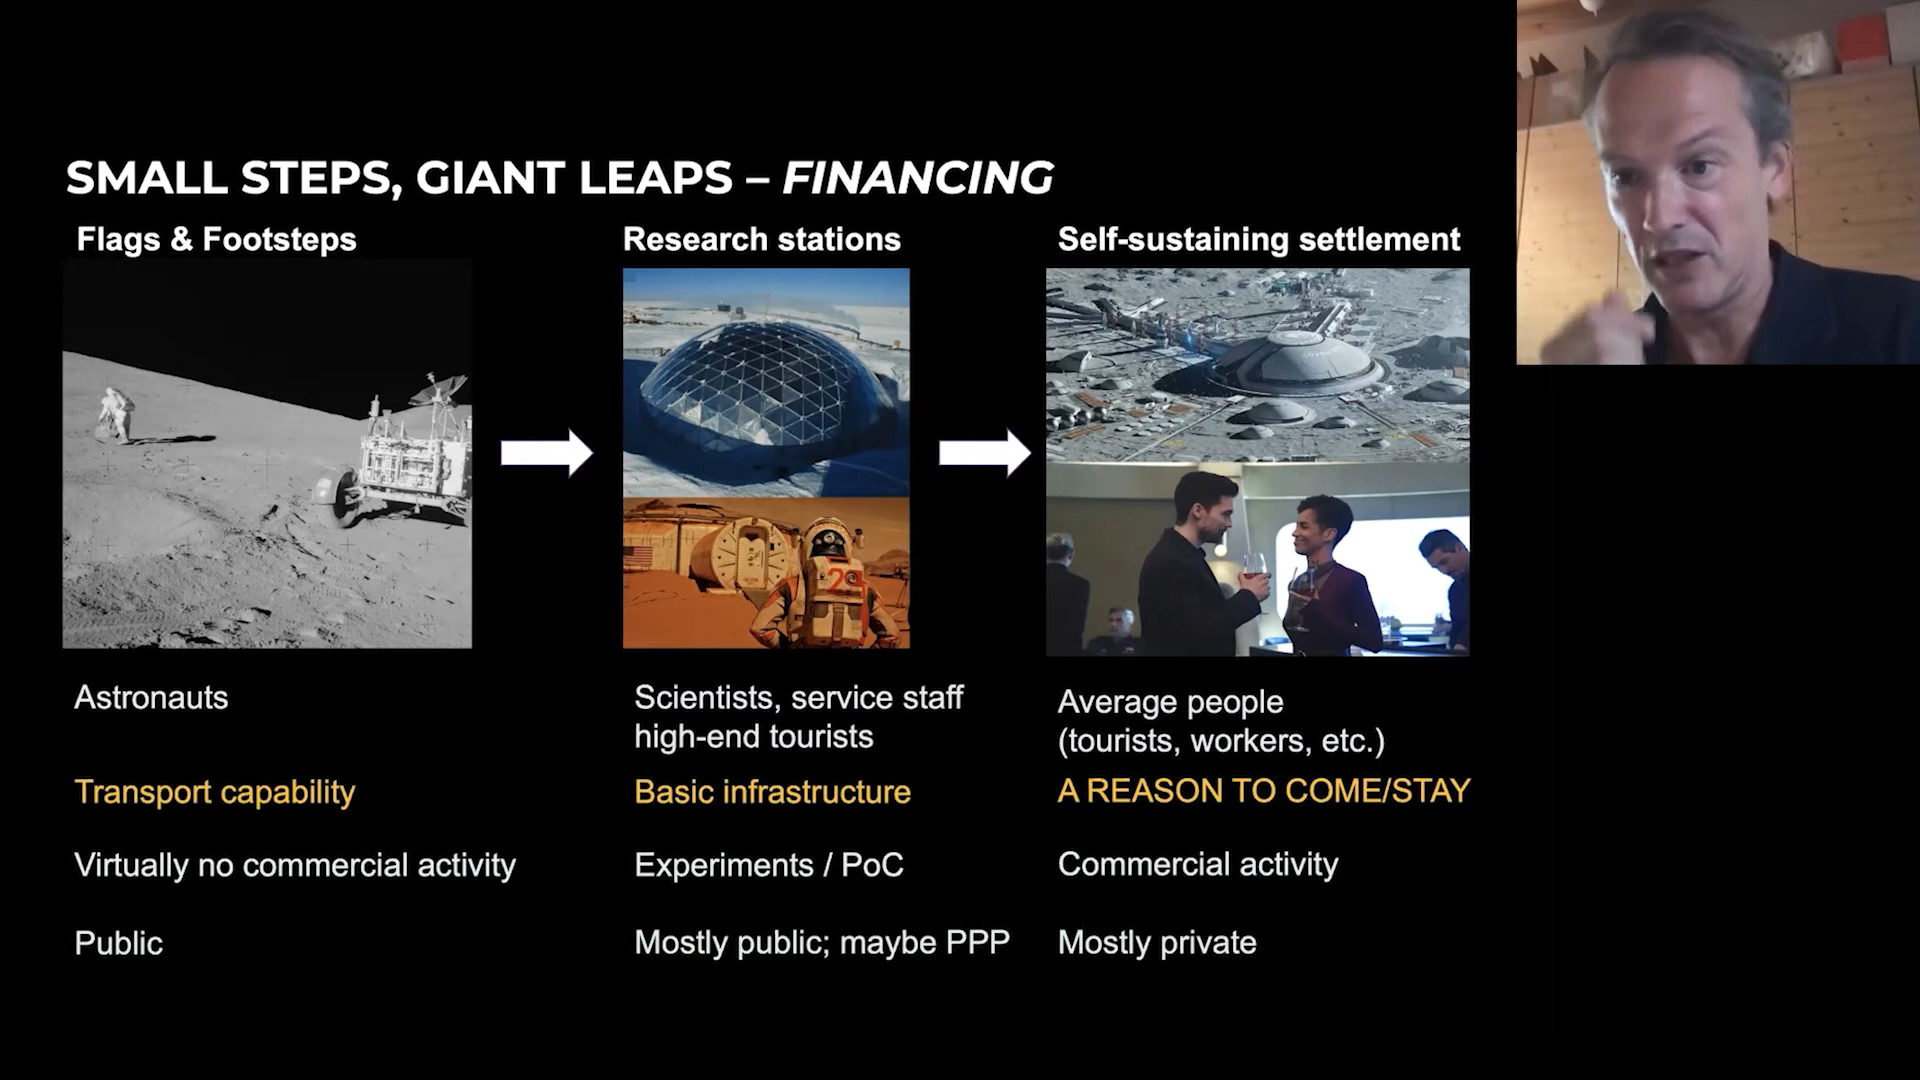 SMALL STEPS, GIANT LEAPS – FINANCING
Flags & Footsteps
Research stations
Self-sustaining settlement
Astronauts
Scientists, service staff
high-end tourists
Average people
(tourists, workers, etc.)
Transport capability
Basic infrastructure
A REASON TO COME/STAY
Virtually no commercial activity
Experiments / PoC
Commercial activity
Public
Mostly public; maybe PPP
Mostly private